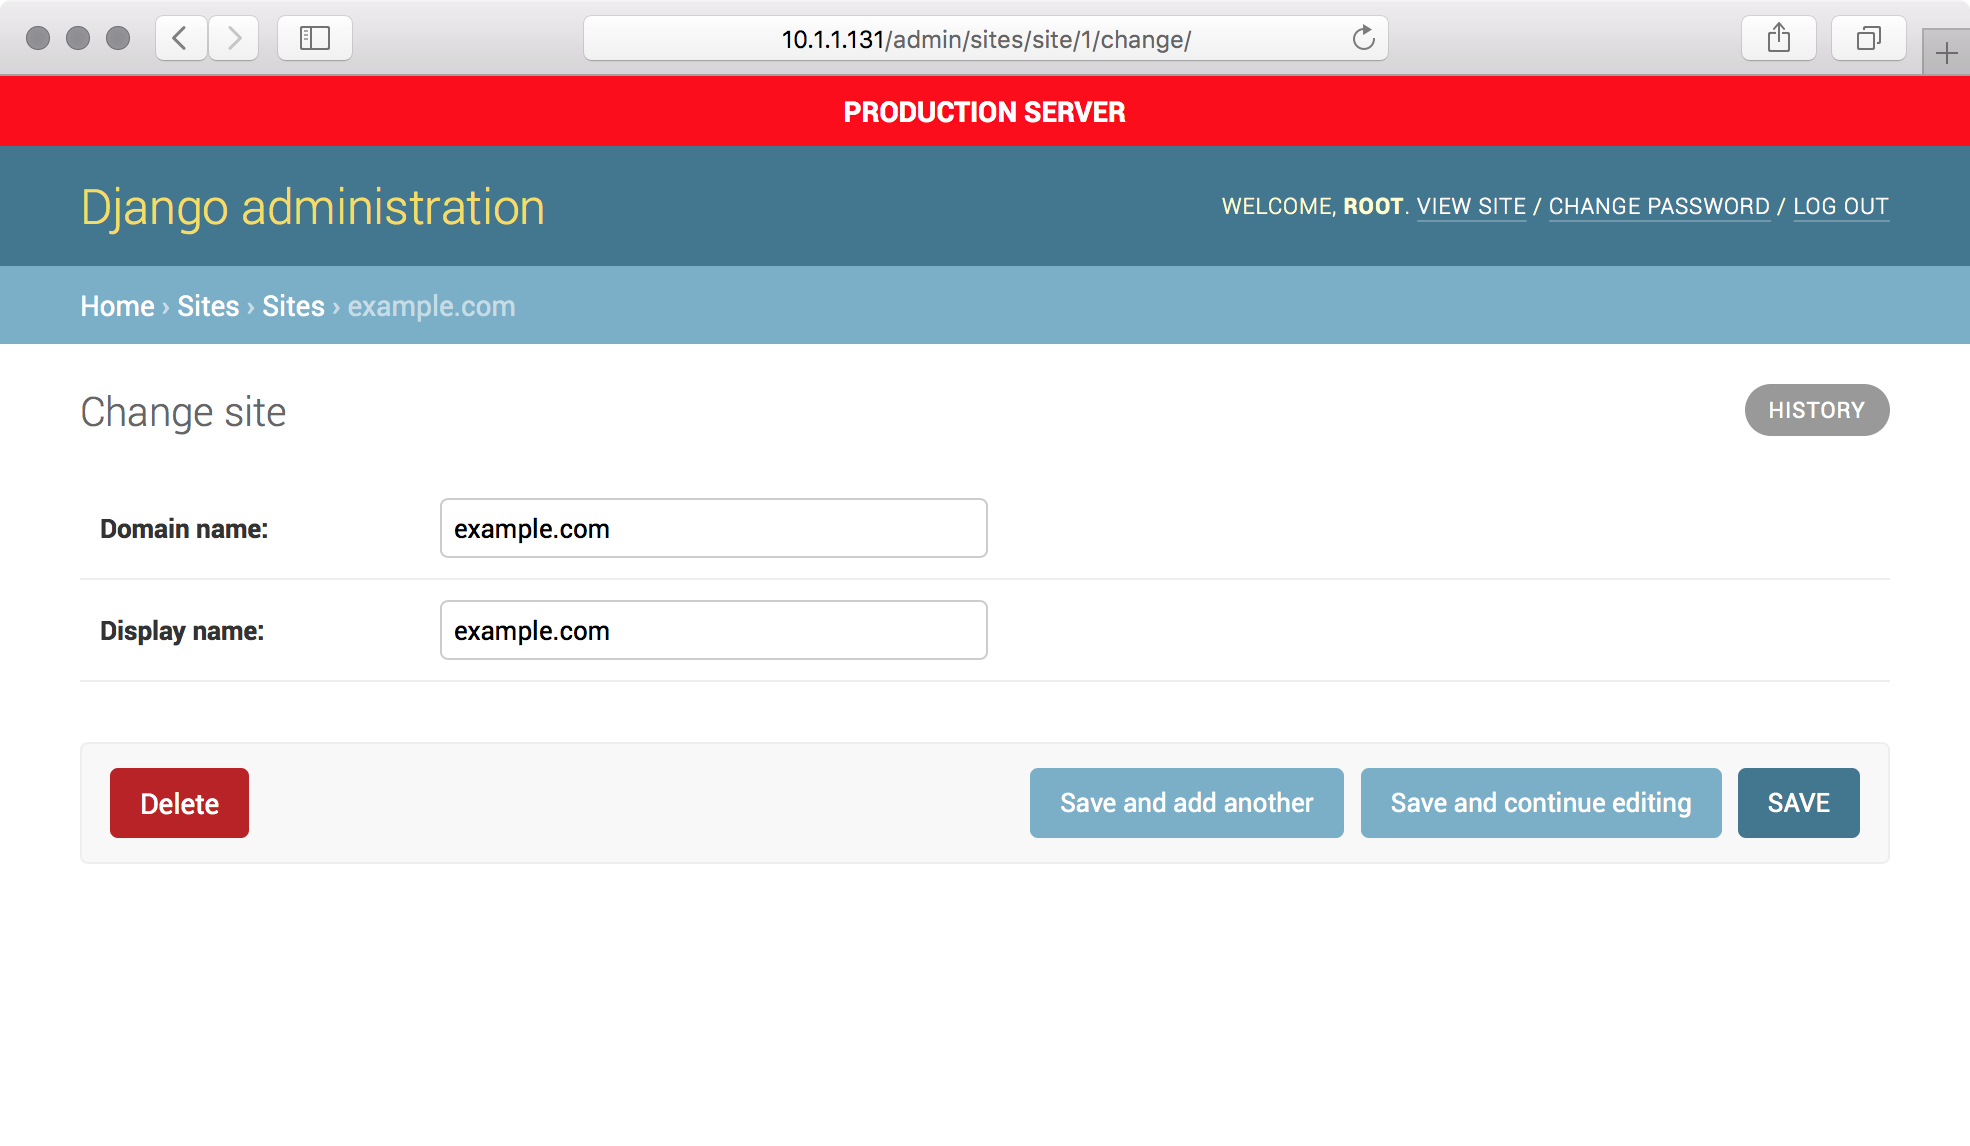 10.1.1.131/admin/sites/site/1/change/
PRODUCTION SERVER
Django administration
WELCOME, ROOT. VIEW SITE / CHANGE PASSWORD / LOG OUT
Home › Sites › Sites › example.com
Change site
HISTORY
Domain name: example.com
Display name: example.com
Delete Save and add another Save and continue editing SAVE